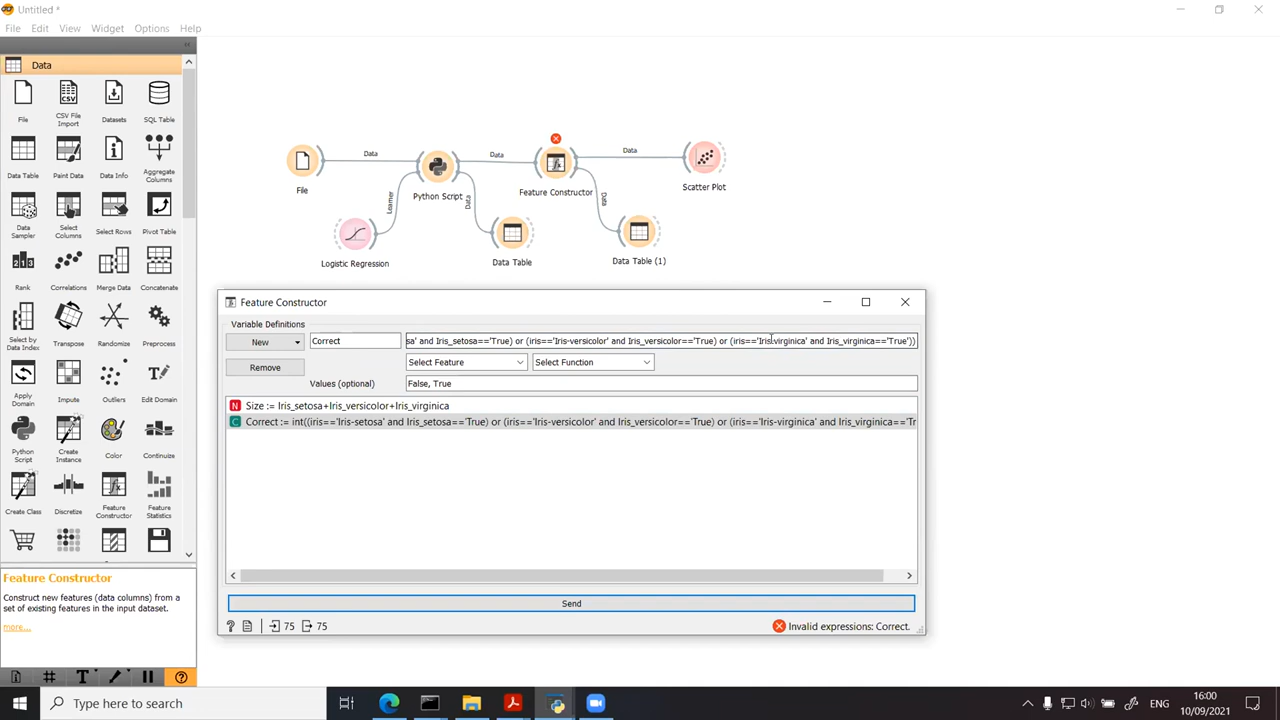 Untitled *
File Edit View Widget Options Help
Data
File CSV File Import Datasets SQL Table
Data Table Paint Data Data Info Aggregate Columns
Data Sampler Select Columns Select Rows Pivot Table
Rank Correlations Merge Data Concatenate
Select by Data Index Transpose Randomize Preprocess
Apply Domain Impute Outliers Edit Domain
Python Script Create Instance Color Continuize
Create Class Discretize Feature Constructor Feature Statistics
Feature Constructor
Construct new features (data columns) from a
set of existing features in the input dataset.
more...
File
Data
Python Script
Data
Feature Constructor
Data
Scatter Plot
Learner
Data
Data
Logistic Regression
Data Table
Data Table (1)
Feature Constructor
Variable Definitions
New Correct sa' and Iris_setosa=='True') or (iris=='Iris-versicolor' and Iris_versicolor=='True') or (iris=='Iris-virginica' and Iris_virginica=='True'))
Select Feature Select Function
Remove Values (optional) False, True
N Size := Iris_setosa+Iris_versicolor+Iris_virginica
C Correct := int((iris=='Iris-setosa' and Iris_setosa=='True') or (iris=='Iris-versicolor' and Iris_versicolor=='True') or (iris=='Iris-virginica' and Iris_virginica=='Tr
Send
? 75 75 Invalid expressions: Correct.
Type here to search
ENG
16:00
10/09/2021